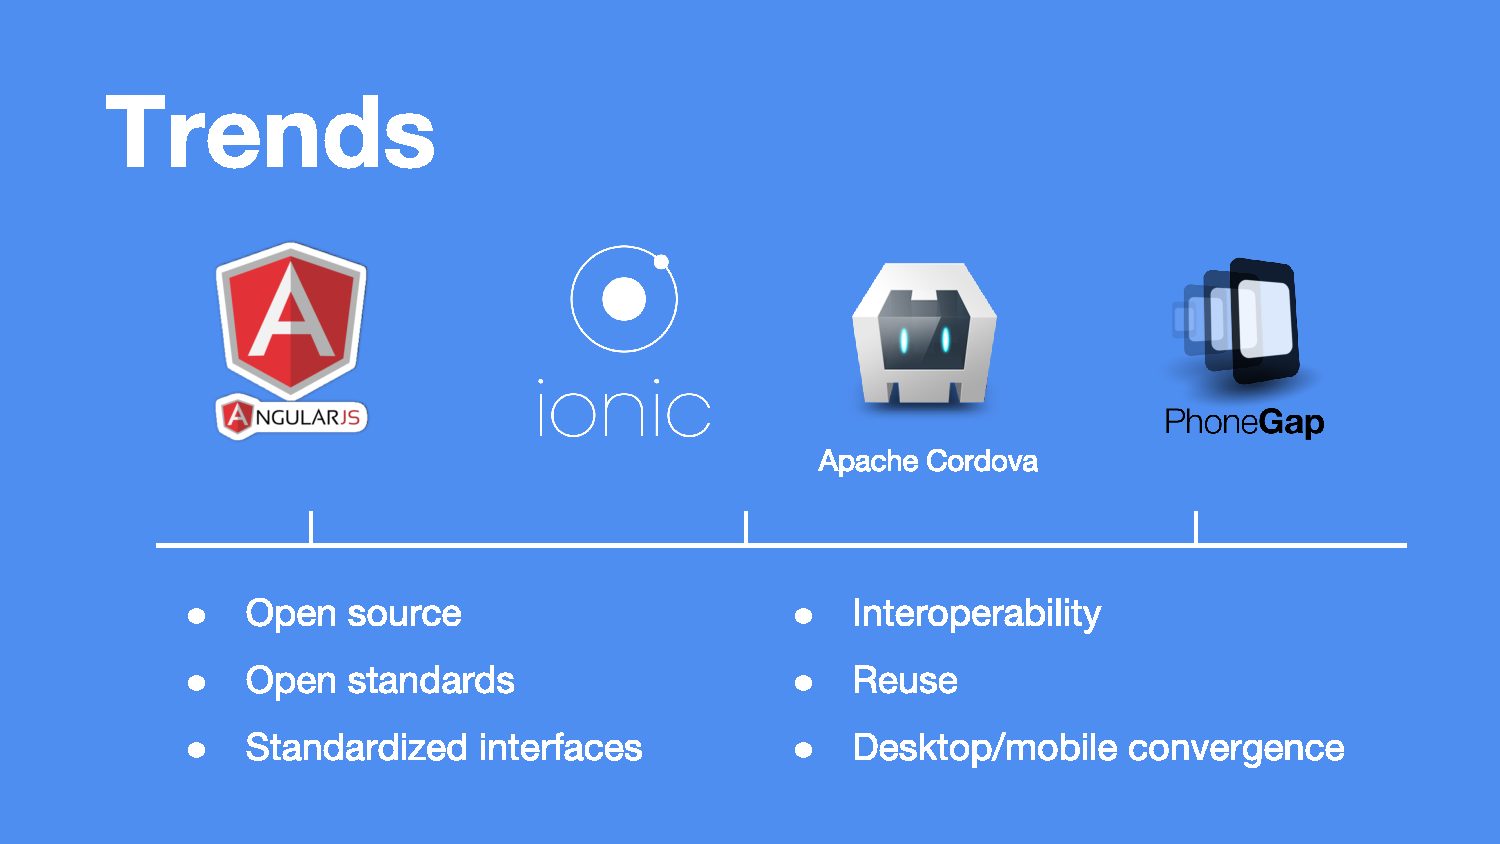 Trends
ANGULARJS
ionic
Apache Cordova
PhoneGap
● Open source
● Open standards
● Standardized interfaces
● Interoperability
● Reuse
● Desktop/mobile convergence